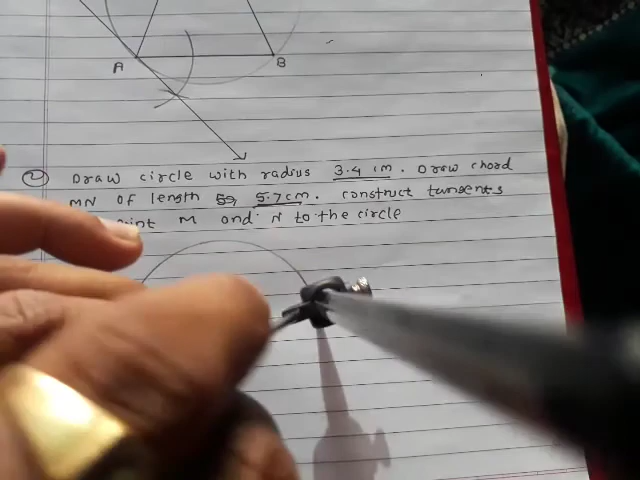 A B
2 Draw circle with radius 3.4 cm. Draw chord
MN of length 5.7 cm. construct tangents
M and N to the circle